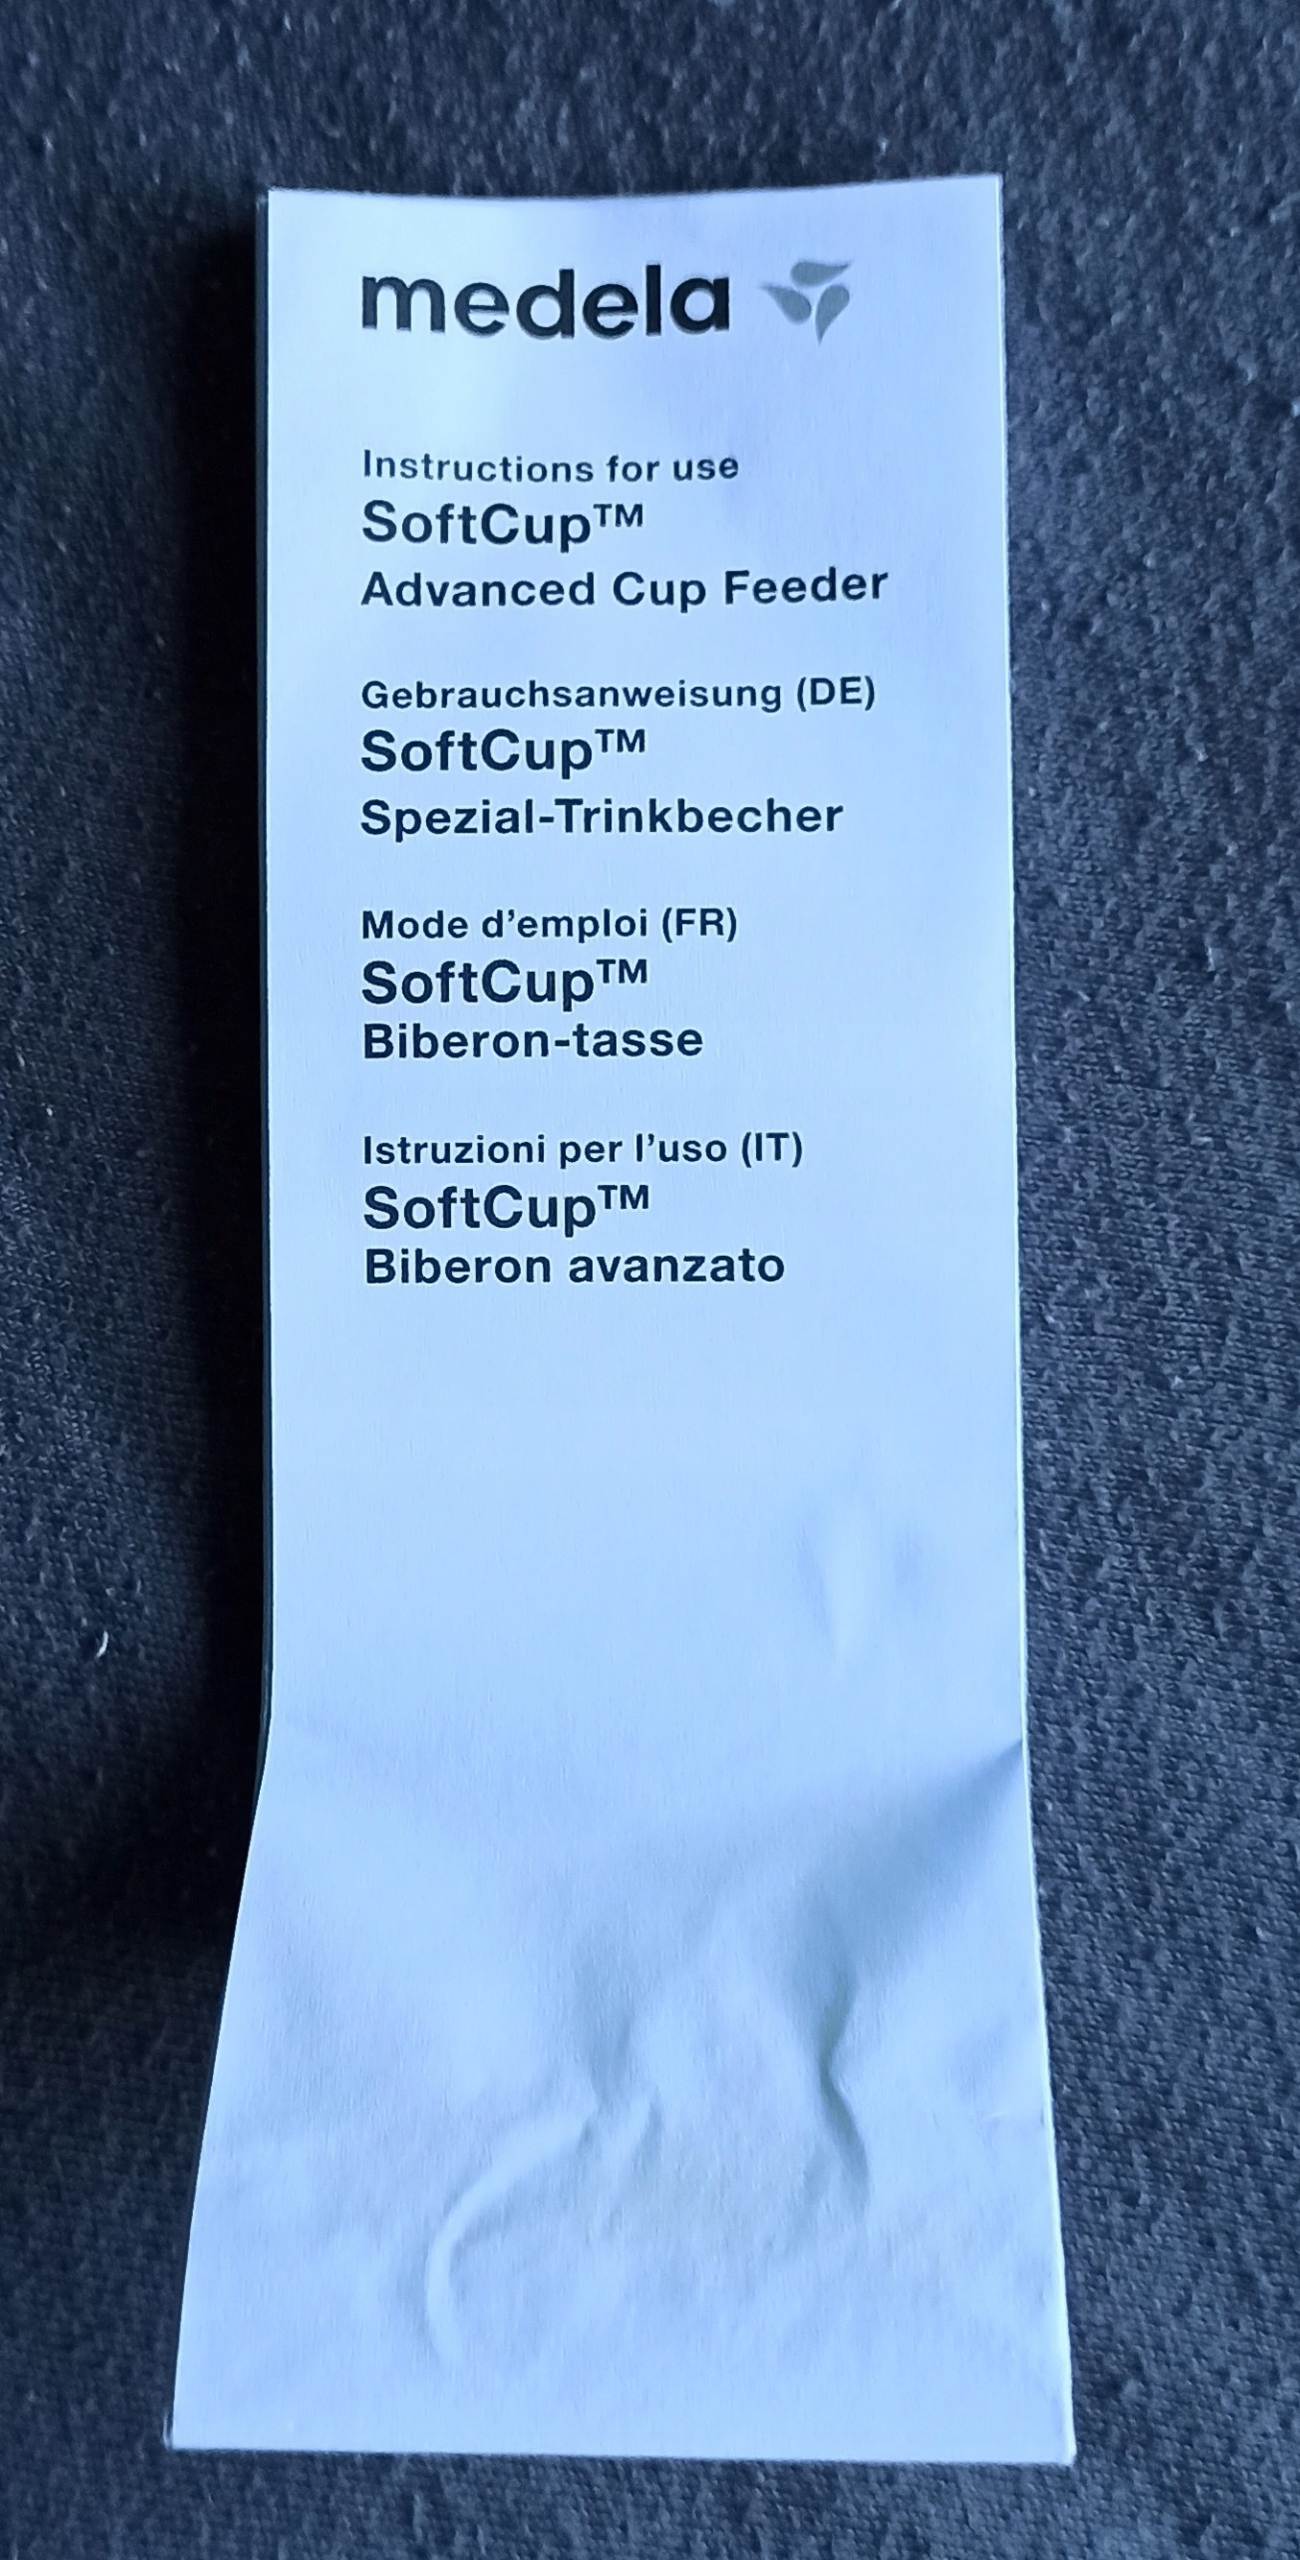 medela
Instructions for use
SoftCup™
Advanced Cup Feeder
Gebrauchsanweisung (DE)
SoftCup™
Spezial-Trinkbecher
Mode d’emploi (FR)
SoftCup™
Biberon-tasse
Istruzioni per l’uso (IT)
SoftCup™
Biberon avanzato